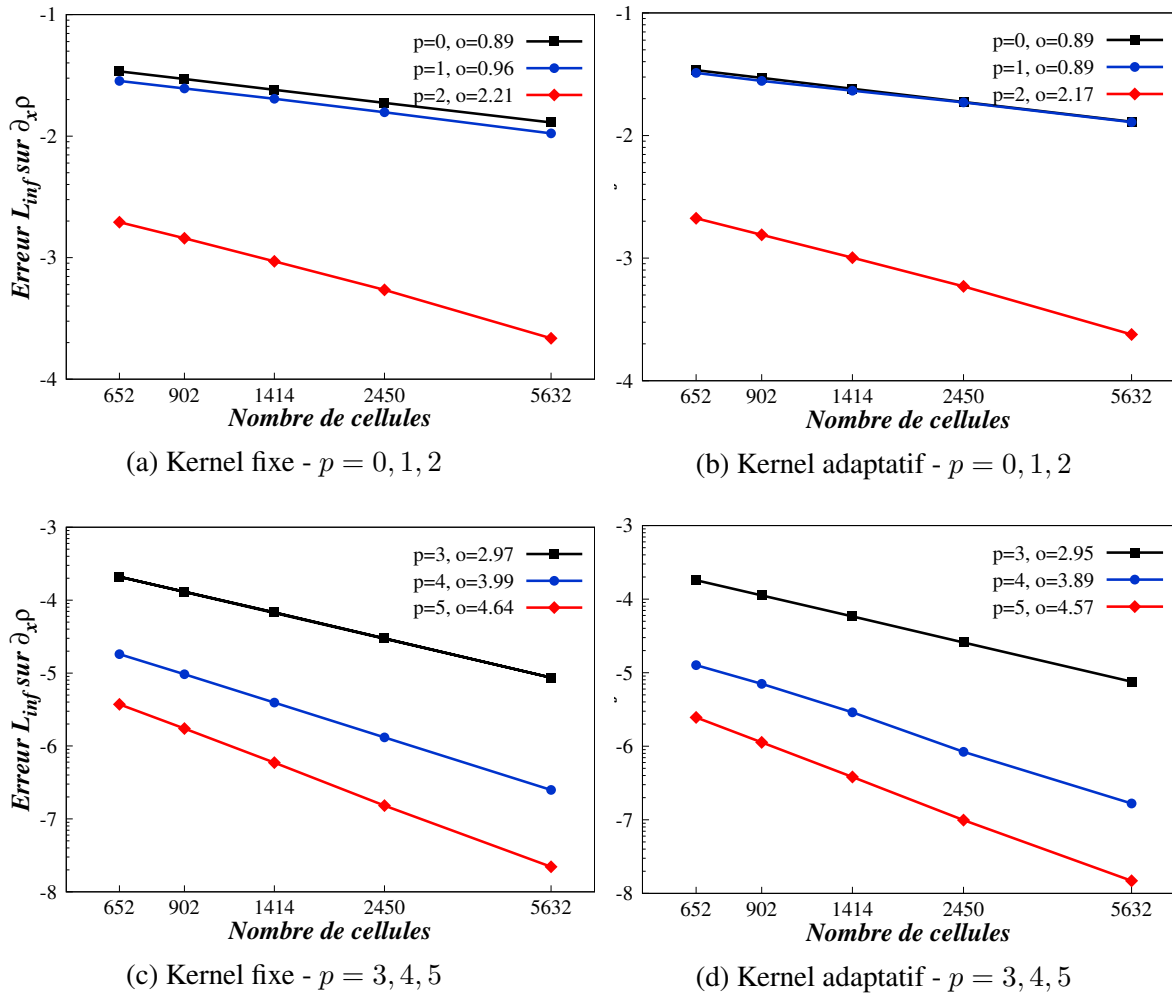 -1
-2
-3
-4
Erreur L_inf sur ∂_xρ
p=0, o=0.89
p=1, o=0.96
p=2, o=2.21
652 902 1414 2450 5632
Nombre de cellules
(a) Kernel fixe - p = 0, 1, 2
-1
-2
-3
-4
p=0, o=0.89
p=1, o=0.89
p=2, o=2.17
652 902 1414 2450 5632
Nombre de cellules
(b) Kernel adaptatif - p = 0, 1, 2
-3
-4
-5
-6
-7
-8
Erreur L_inf sur ∂_xρ
p=3, o=2.97
p=4, o=3.99
p=5, o=4.64
652 902 1414 2450 5632
Nombre de cellules
(c) Kernel fixe - p = 3, 4, 5
-3
-4
-5
-6
-7
-8
p=3, o=2.95
p=4, o=3.89
p=5, o=4.57
652 902 1414 2450 5632
Nombre de cellules
(d) Kernel adaptatif - p = 3, 4, 5